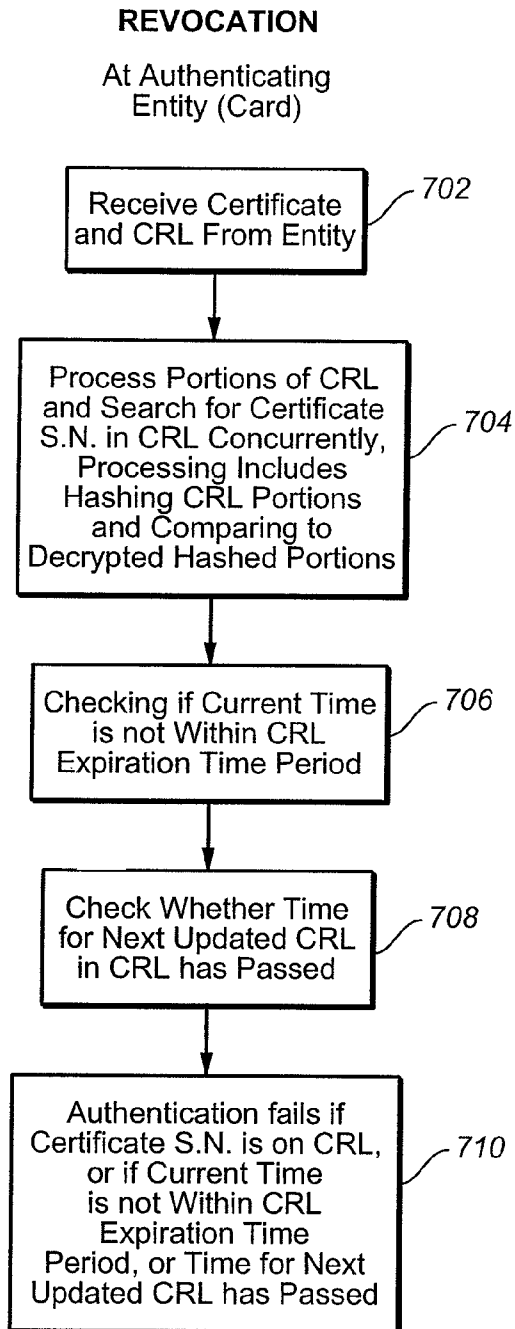 REVOCATION
At Authenticating
Entity (Card)
702
Receive Certificate
and CRL From Entity
Process Portions of CRL
and Search for Certificate
S.N. in CRL Concurrently,
Processing Includes
Hashing CRL Portions
and Comparing to
Decrypted Hashed Portions
704
Checking if Current Time
is not Within CRL
Expiration Time Period
706
Check Whether Time
for Next Updated CRL
in CRL has Passed
708
Authentication fails if
Certificate S.N. is on CRL,
or if Current Time
is not Within CRL
Expiration Time
Period, or Time for Next
Updated CRL has Passed
710